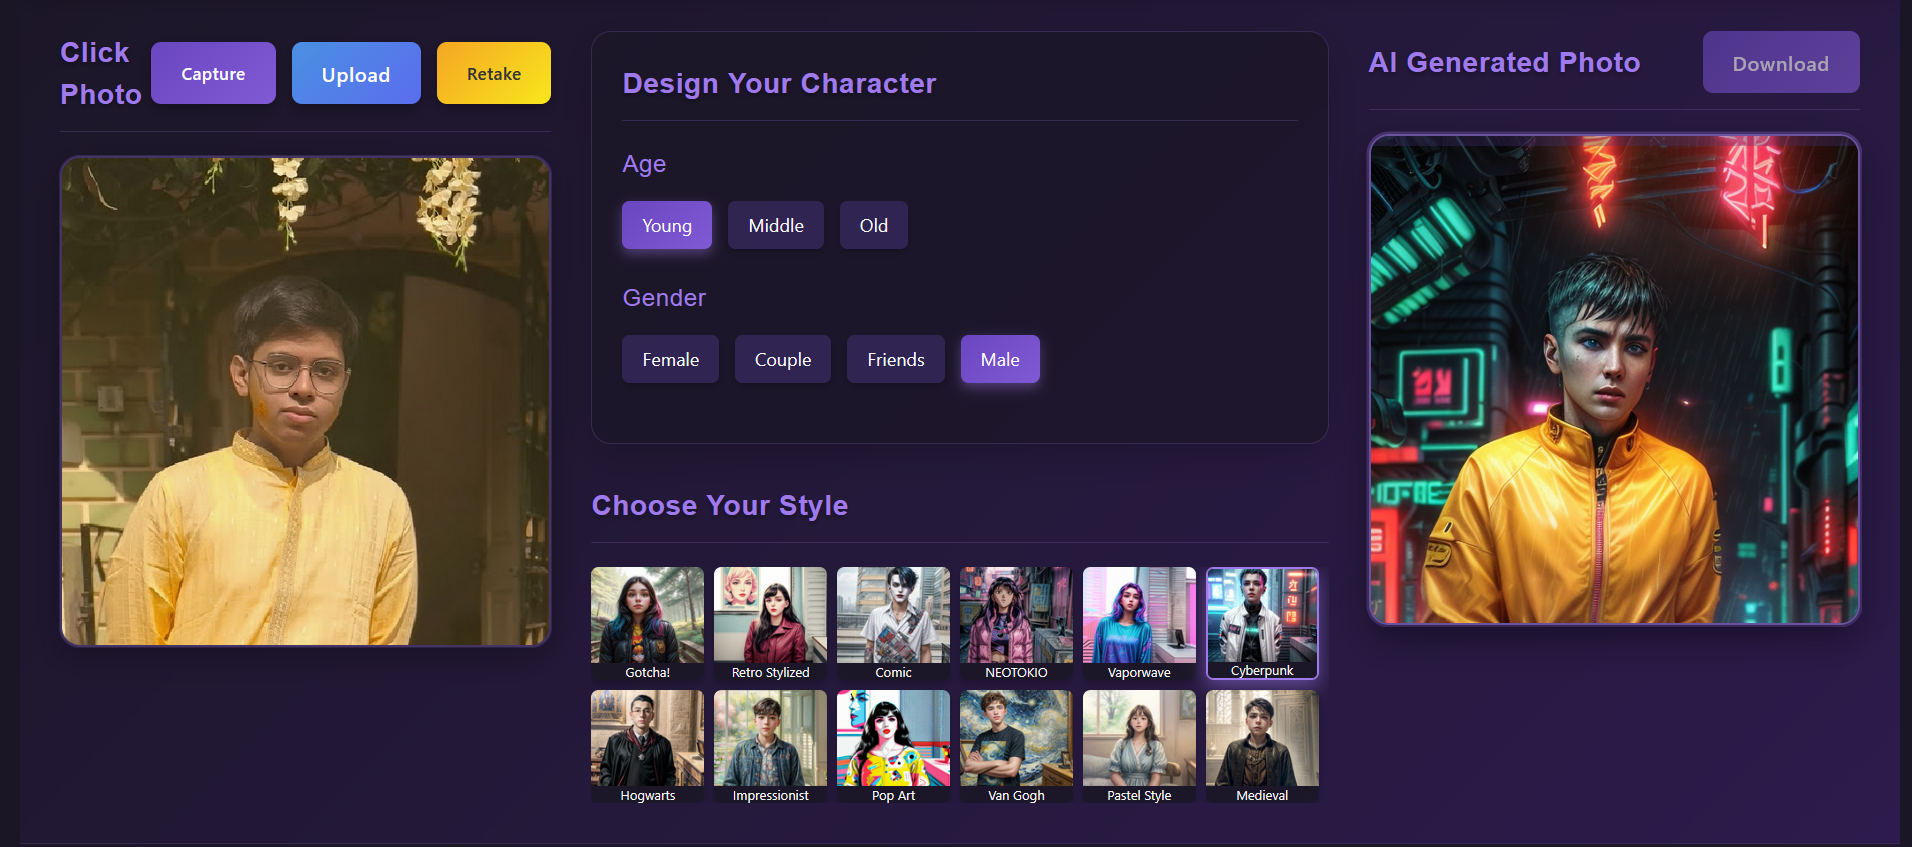 Click
Photo
Capture
Upload
Retake
Design Your Character
Age
Young
Middle
Old
Gender
Female
Couple
Friends
Male
Choose Your Style
Gotcha!
Retro Stylized
Comic
NEOTOKIO
Vaporwave
Cyberpunk
Hogwarts
Impressionist
Pop Art
Van Gogh
Pastel Style
Medieval
AI Generated Photo
Download